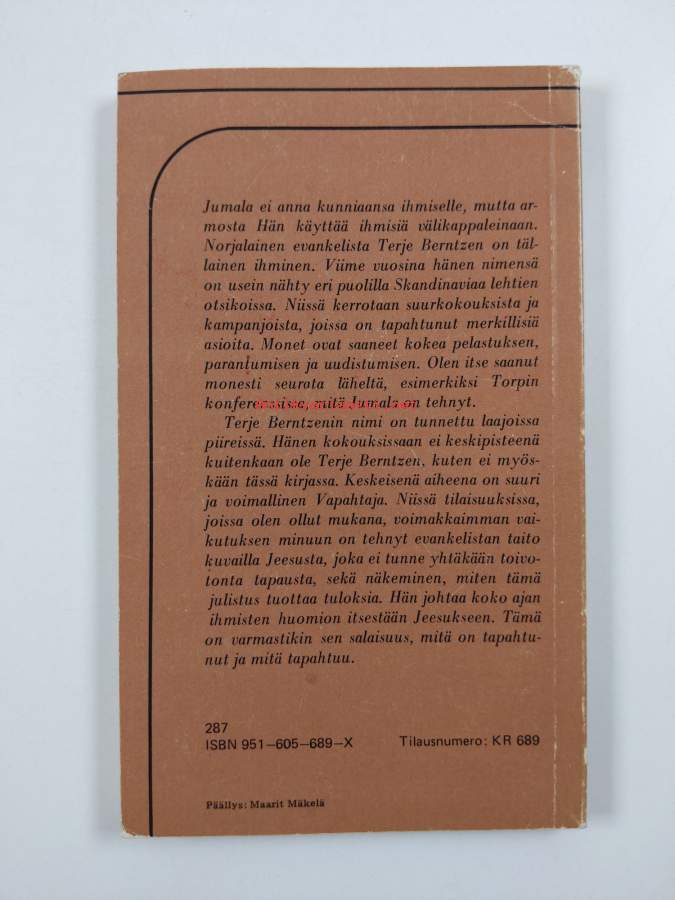 Jumala ei anna kunniaansa ihmiselle, mutta ar-
mosta Hän käyttää ihmisiä välikappaleinaan.
Norjalainen evankelista Terje Berntzen on täl-
lainen ihminen. Viime vuosina hänen nimensä
on usein nähty eri puolilla Skandinaviaa lehtien
otsikoissa. Niissä kerrotaan suurkokouksista ja
kampanjoista, joissa on tapahtunut merkillisiä
asioita. Monet ovat saaneet kokea pelastuksen,
parantumisen ja uudistumisen. Olen itse saanut
monesti seurata läheltä, esimerkiksi Torpin
konferensissa, mitä Jumala on tehnyt.
Terje Berntzenin nimi on tunnettu laajoissa
piireissä. Hänen kokouksissaan ei keskipisteenä
kuitenkaan ole Terje Berntzen, kuten ei myös-
kään tässä kirjassa. Keskeisenä aiheena on suuri
ja voimallinen Vapahtaja. Niissä tilaisuuksissa,
joissa olen ollut mukana, voimakkaimman vai-
kutuksen minuun on tehnyt evankelistan taito
kuvailla Jeesusta, joka ei tunne yhtäkään toivo-
tonta tapausta, sekä näkeminen, miten tämä
julistus tuottaa tuloksia. Hän johtaa koko ajan
ihmisten huomion itsestään Jeesukseen. Tämä
on varmastikin sen salaisuus, mitä on tapahtu-
nut ja mitä tapahtuu.
287
ISBN 951-605-689-X Tilausnumero: KR 689
Päällys: Maarit Mäkelä